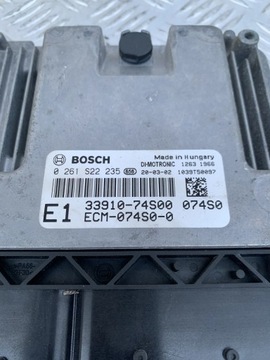 Made in Hungary
BOSCH
DI-MOTRONIC 1263 1966
0 261 S22 235
20-03-02 1039T50097
E1
33910-74S00 074S0
ECM-074S0-0